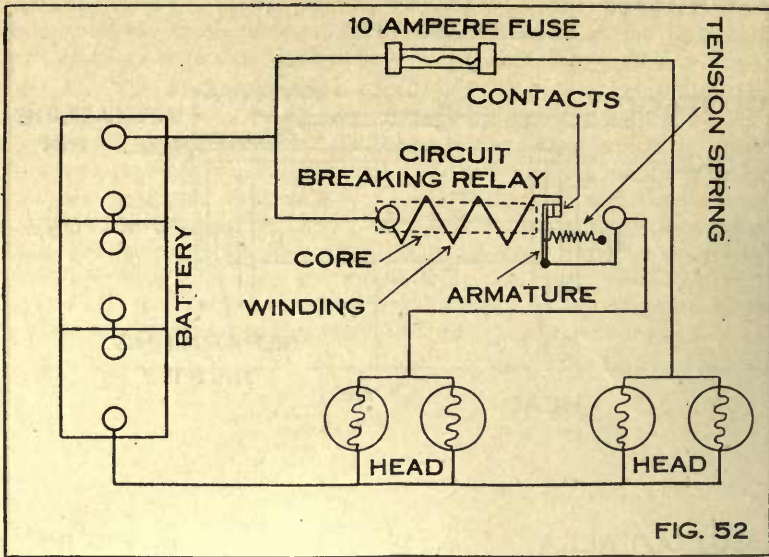 10 AMPERE FUSE
TENSION SPRING
CONTACTS
CIRCUIT
BREAKING RELAY
BATTERY
CORE
WINDING
ARMATURE
HEAD
HEAD
FIG. 52